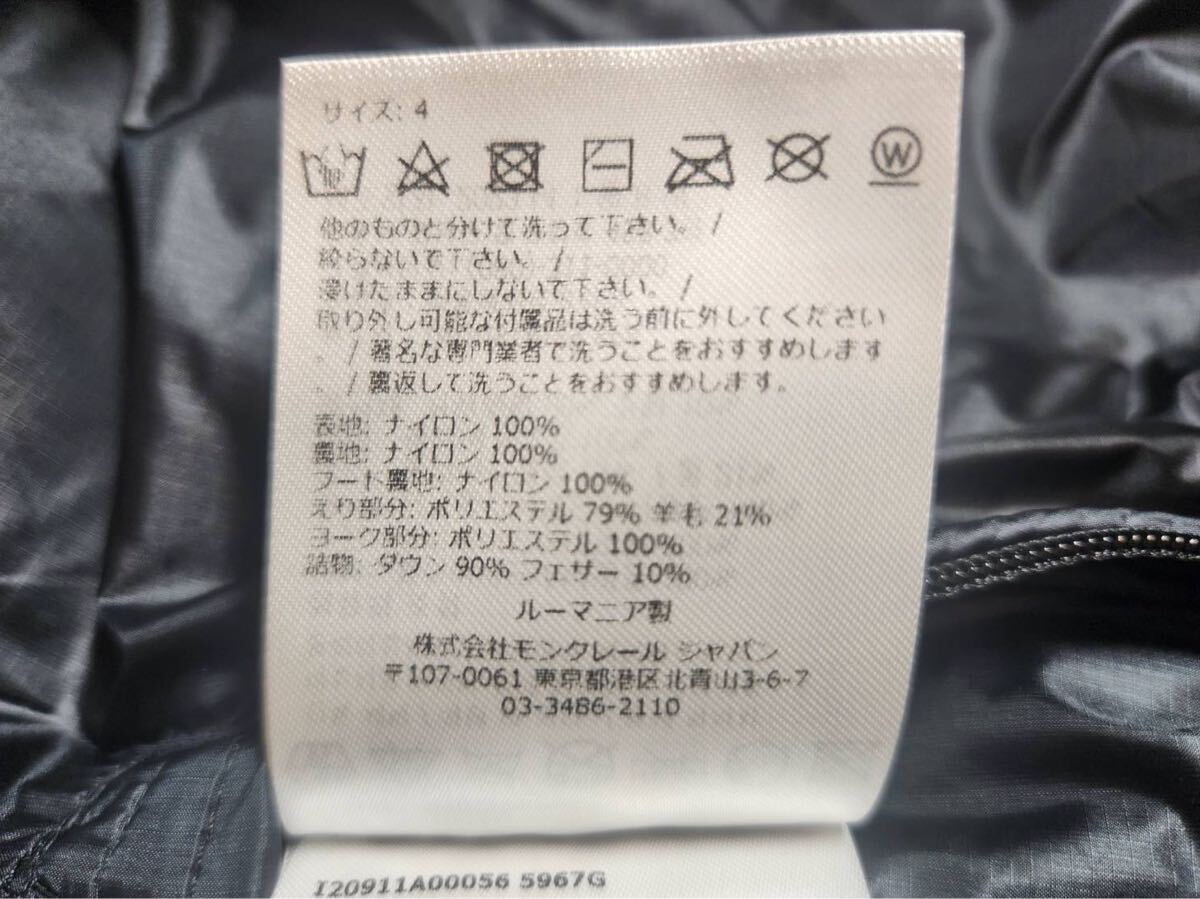 サイズ: 4
W
他のものと分けて洗って下さい。 /
絞らないで下さい。 /
浸けたままにしないで下さい。 /
取り外し可能な付属品は洗う前に外してください
/ 著名な専門業者で洗うことをおすすめします
. / 裏返して洗うことをおすすめします。
表地: ナイロン 100%
裏地: ナイロン 100%
フード裏地: ナイロン 100%
えり部分: ポリエステル 79% 羊毛 21%
ヨーク部分: ポリエステル 100%
詰物: ダウン 90% フェザー 10%
ルーマニア製
株式会社モンクレール ジャパン
〒107-0061 東京都港区北青山3-6-7
03-3486-2110
I20911A00056 5967G